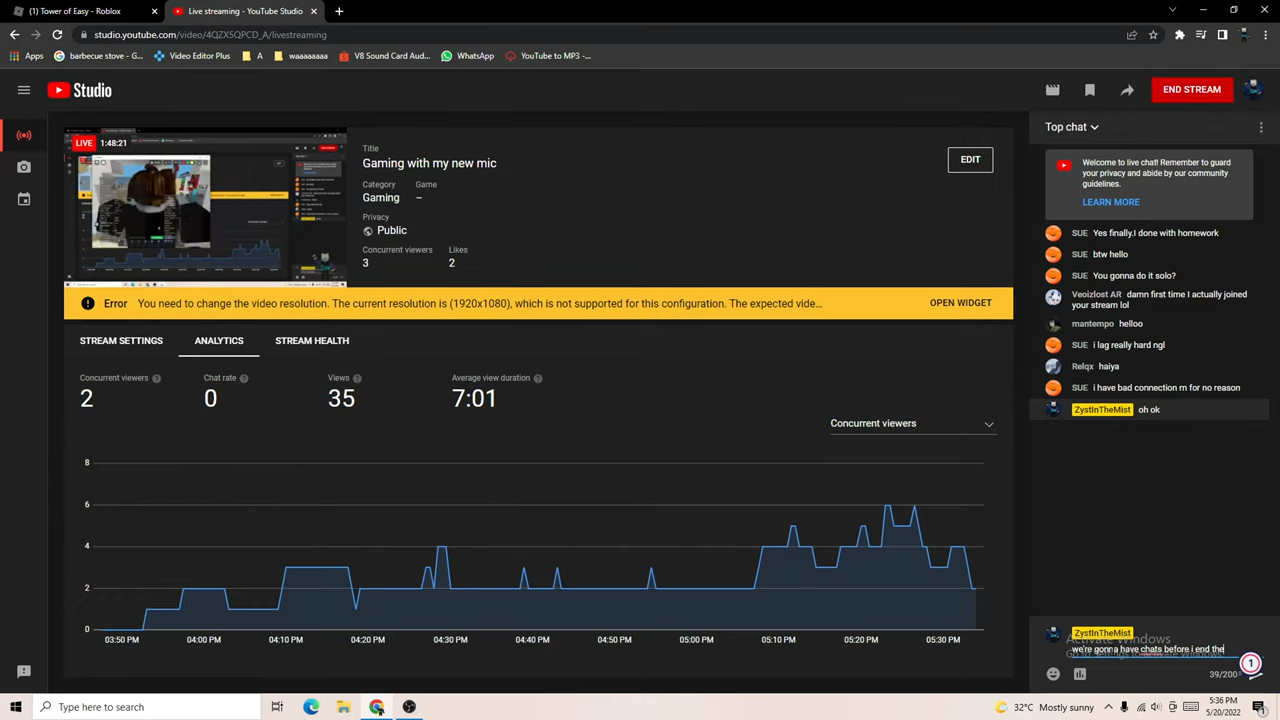 (1) Tower of Easy - Roblox
Live streaming - YouTube Studio
studio.youtube.com/video/4QZX5QPCD_A/livestreaming
Apps
barbecue stove - G...
Video Editor Plus
A
waaaaaaa
V8 Sound Card Aud...
WhatsApp
YouTube to MP3 -...
Studio
END STREAM
LIVE 1:48:21
Title
Gaming with my new mic
EDIT
Category Game
Gaming –
Privacy
Public
Concurrent viewers Likes
3 2
Error You need to change the video resolution. The current resolution is (1920x1080), which is not supported for this configuration. The expected vide... OPEN WIDGET
STREAM SETTINGS ANALYTICS STREAM HEALTH
Concurrent viewers Chat rate Views Average view duration
2 0 35 7:01
Concurrent viewers
8
6
4
2
0
03:50 PM 04:00 PM 04:10 PM 04:20 PM 04:30 PM 04:40 PM 04:50 PM 05:00 PM 05:10 PM 05:20 PM 05:30 PM
Top chat
Welcome to live chat! Remember to guard
your privacy and abide by our community
guidelines.
LEARN MORE
SUE Yes finally.I done with homework
SUE btw hello
SUE You gonna do it solo?
Veoizlost AR damn first time I actually joined
your stream lol
mantempo helloo
SUE i lag really hard ngl
Relqx haiya
SUE i have bad connection rn for no reason
ZystInTheMist oh ok
ZystInTheMist
Activate Windows
we're gonna have chats before i end the
Go to Settings to activate Windows.
1
39/200
Type here to search
32°C Mostly sunny
5:36 PM
5/20/2022